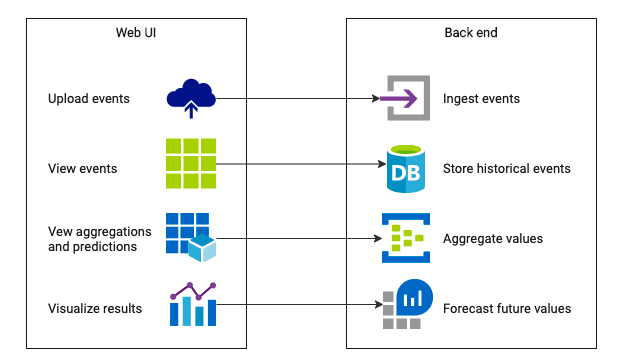 Web UI
Back end
Upload events
Ingest events
View events
DB
Store historical events
Vew aggregations
and predictions
Aggregate values
Visualize results
Forecast future values